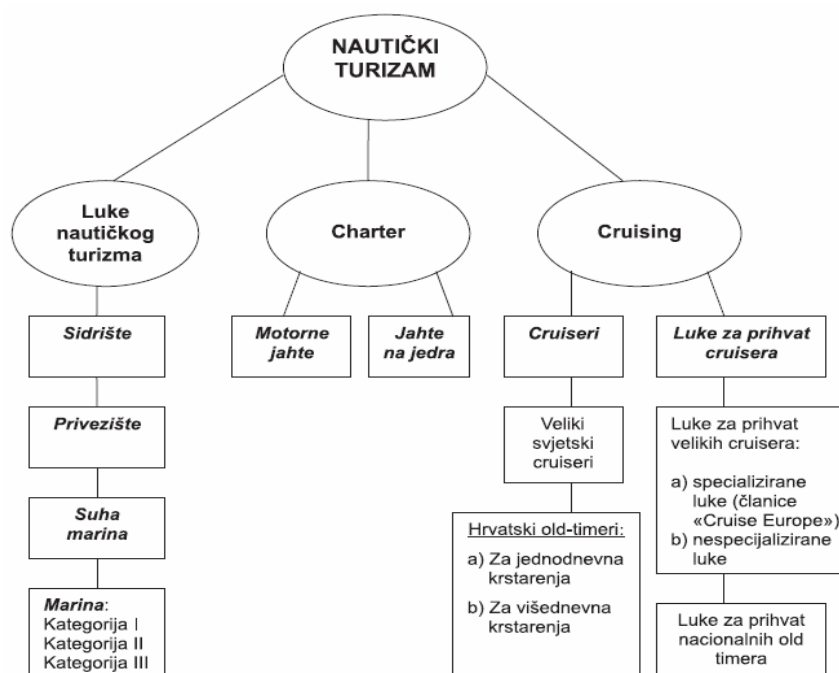 NAUTIČKI
TURIZAM
Luke
nautičkog
turizma
Charter
Cruising
Sidrište
Motorne
jahte
Jahte
na jedra
Cruiseri
Luke za prihvat
cruisera
Privezište
Veliki
svjetski
cruiseri
Luke za prihvat
velikih cruisera:
a) specializirane
luke (članice
«Cruise Europe»)
b) nespecijalizirane
luke
Suha
marina
Hrvatski old-timeri:
a) Za jednodnevna
krstarenja
b) Za višednevna
krstarenja
Marina:
Kategorija I
Kategorija II
Kategorija III
Luke za prihvat
nacionalnih old
timera